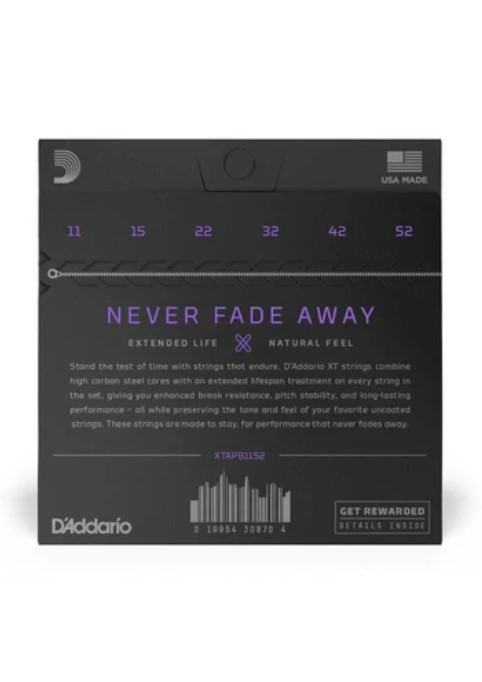 USA MADE
11 15 22 32 42 52
NEVER FADE AWAY
EXTENDED LIFE X NATURAL FEEL
Stand the test of time with strings that endure. D'Addario XT strings combine
high carbon steel cores with an extended lifespan treatment on every string in
the set, giving you enhanced break resistance, pitch stability, and long-lasting
performance – all while preserving the tone and feel of your favorite uncoated
strings. These strings are made to stay, for performance that never fades away.
XTAPB1152
0 19954 30870 4
D'Addario
GET REWARDED
DETAILS INSIDE